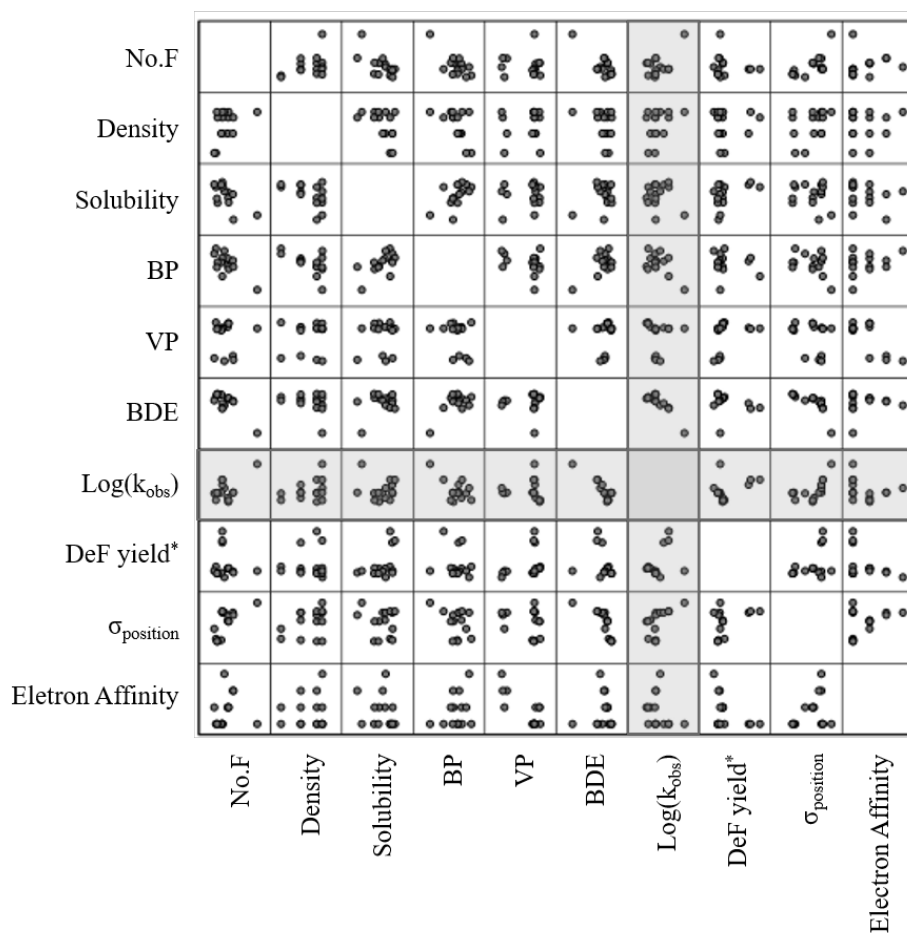 No.F
Density
Solubility
BP
VP
BDE
Log(kobs)
DeF yield*
σposition
Eletron Affinity
No.F
Density
Solubility
BP
VP
BDE
Log(kobs)
DeF yield*
σposition
Electron Affinity